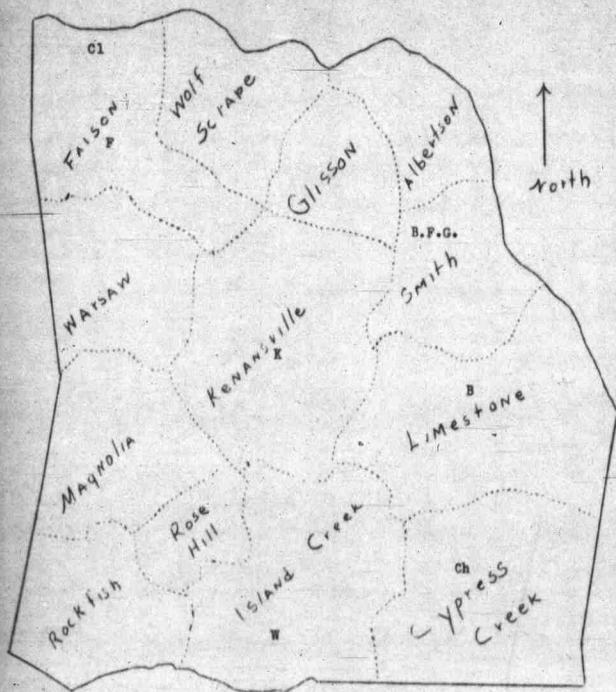 Cl
FAISON
F
Wolf
Scrape
Glisson
Albertson
North
B.F.G.
Smith
WARSAW
KENANSville
K
B
LiMestone
MAgNoliA
Rose
Hill
Island Creek
W
Rockfish
Ch
Cypress
Creek